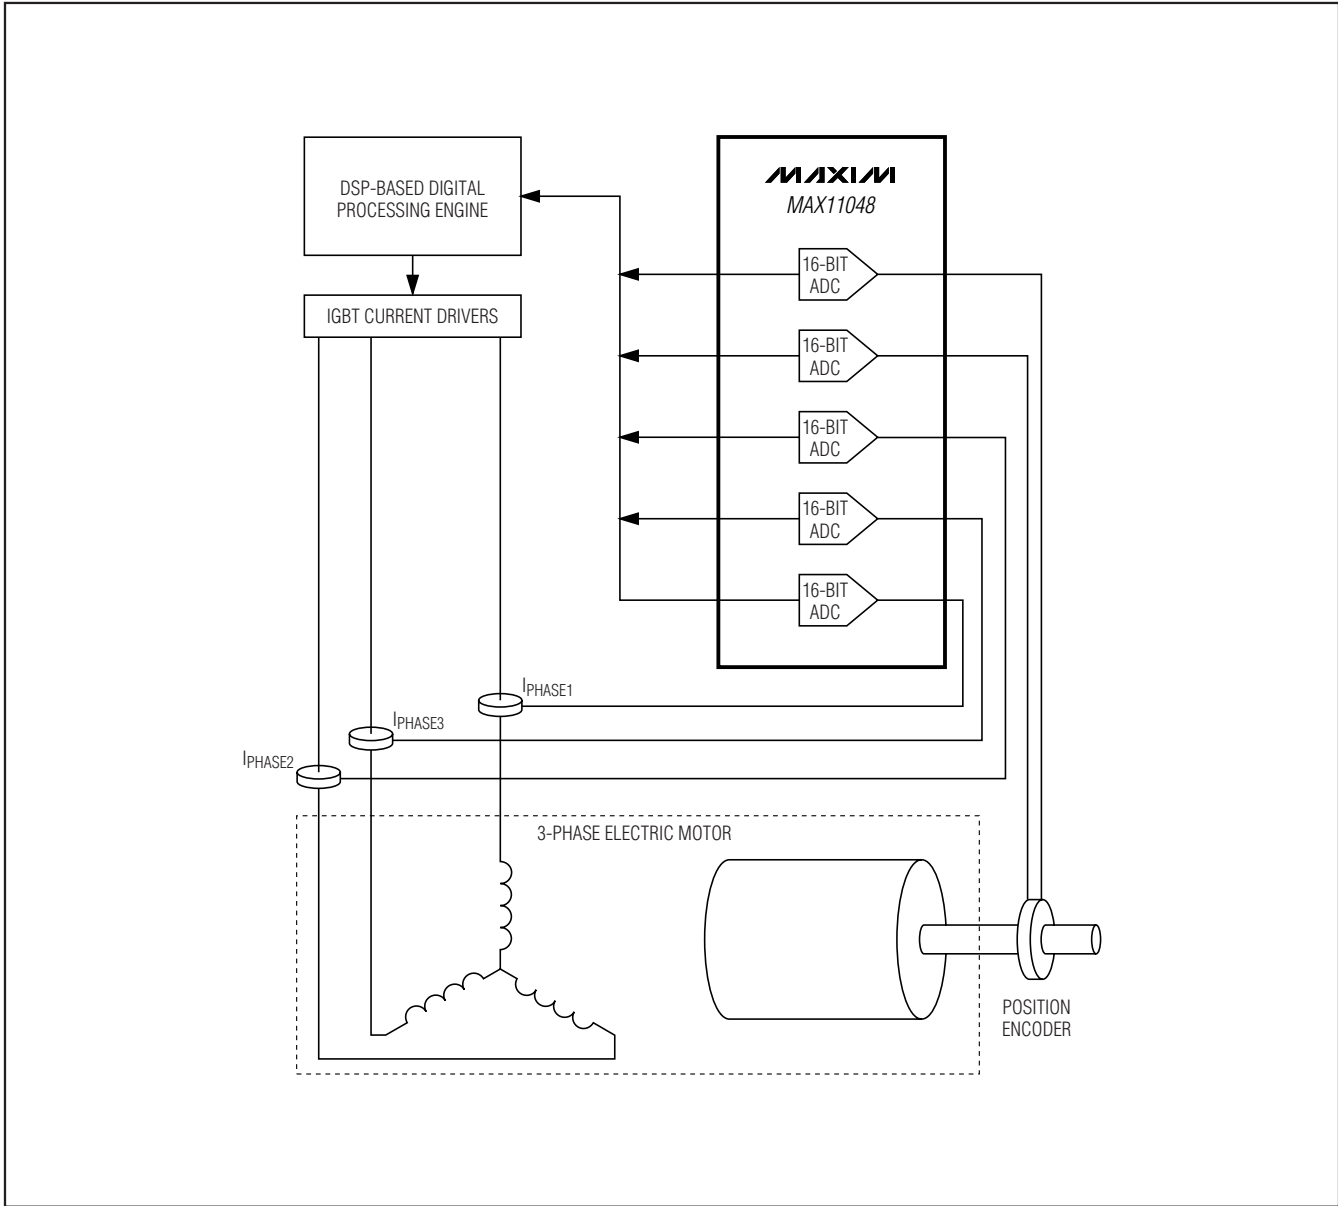 DSP-BASED DIGITAL
PROCESSING ENGINE
IGBT CURRENT DRIVERS
MAXIM
MAX11048
16-BIT
ADC
16-BIT
ADC
16-BIT
ADC
16-BIT
ADC
16-BIT
ADC
IPHASE1
IPHASE3
IPHASE2
3-PHASE ELECTRIC MOTOR
POSITION
ENCODER